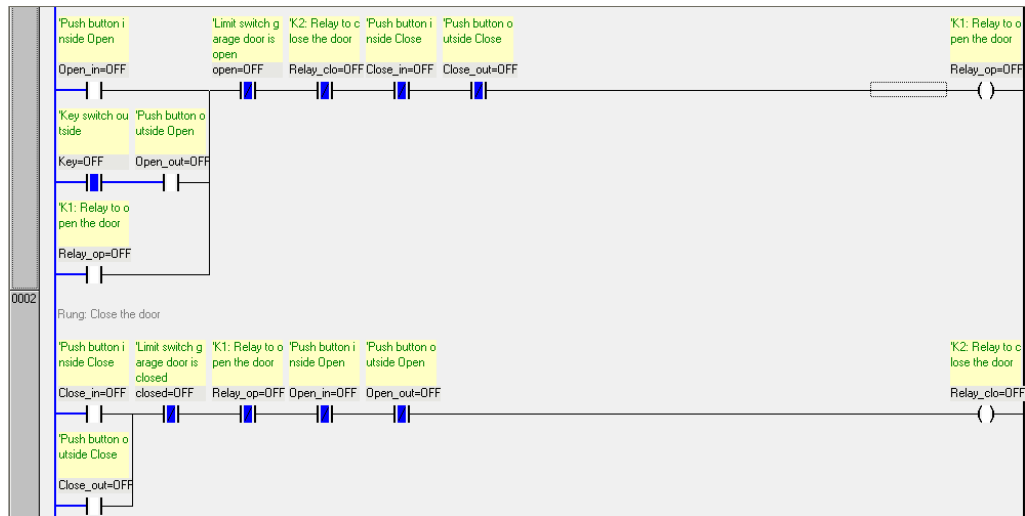 'Push button i
nside Open
Open_in=OFF
'Limit switch g
arage door is
open
open=OFF
'K2: Relay to c
lose the door
Relay_clo=OFF
'Push button i
nside Close
Close_in=OFF
'Push button o
utside Close
Close_out=OFF
'K1: Relay to o
pen the door
Relay_op=OFF
'Key switch ou
tside
Key=OFF
'Push button o
utside Open
Open_out=OFF
'K1: Relay to o
pen the door
Relay_op=OFF
0002
Rung: Close the door
'Push button i
nside Close
Close_in=OFF
'Limit switch g
arage door is
closed
closed=OFF
'K1: Relay to o
pen the door
Relay_op=OFF
'Push button i
nside Open
Open_in=OFF
'Push button o
utside Open
Open_out=OFF
'K2: Relay to c
lose the door
Relay_clo=OFF
'Push button o
utside Close
Close_out=OFF